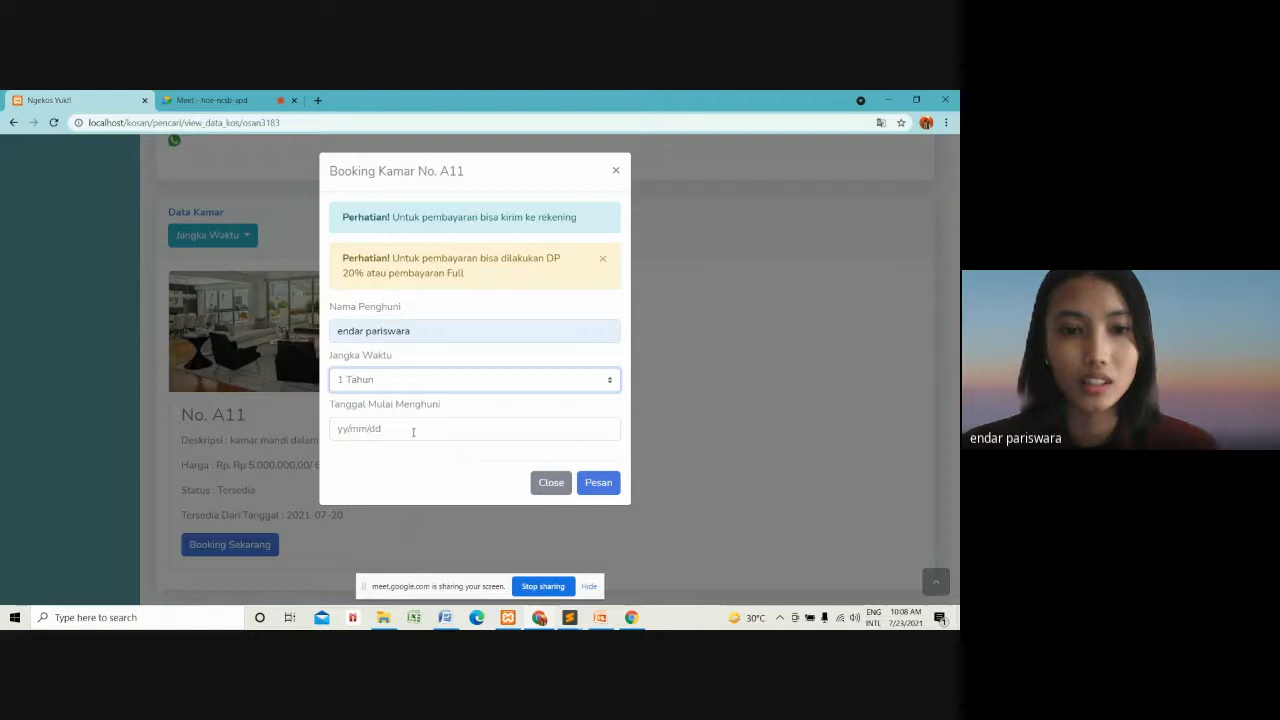 Ngekos Yuk!!
Meet – hoe-ncsb-apd
localhost/kosan/pencari/view_data_kos/osan3183
Booking Kamar No. A11
Perhatian! Untuk pembayaran bisa kirim ke rekening
Perhatian! Untuk pembayaran bisa dilakukan DP
20% atau pembayaran Full
Nama Penghuni
endar pariswara
Jangka Waktu
1 Tahun
Tanggal Mulai Menghuni
yy/mm/dd
Close
Pesan
Data Kamar
Jangka Waktu
No. A11
Deskripsi : kamar mandi dalam
Harga : Rp. Rp 5.000.000,00/ 6
Status : Tersedia
Tersedia Dari Tanggal : 2021-07-20
Booking Sekarang
endar pariswara
meet.google.com is sharing your screen.
Stop sharing
Hide
Type here to search
30°C
ENG
INTL
10:08 AM
7/23/2021